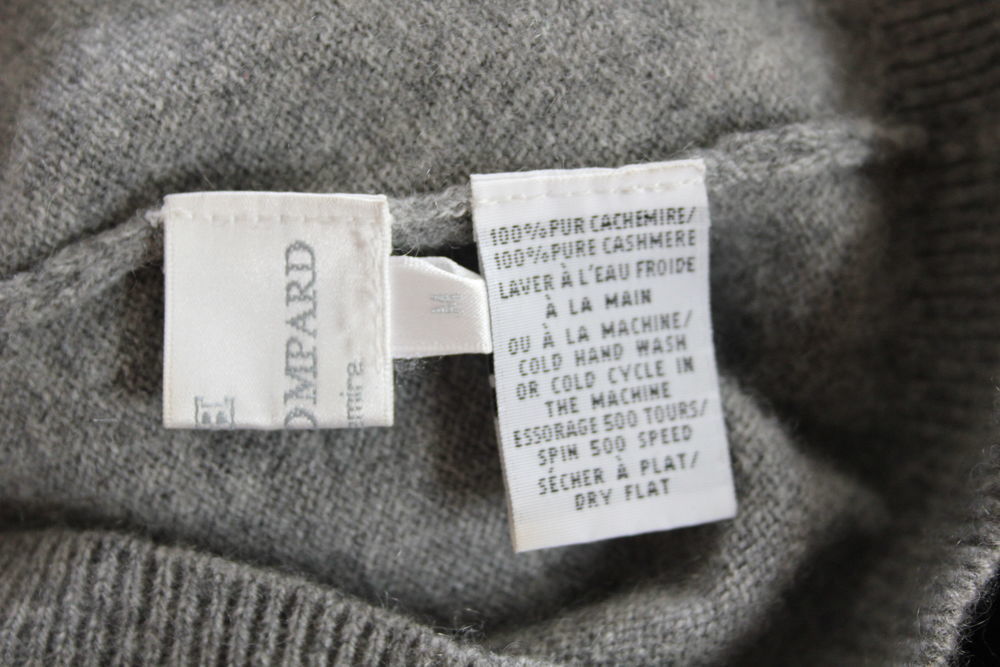 OMPARD
M
100% PUR CACHEMIRE/
100% PURE CASHMERE
LAVER À L'EAU FROIDE
À LA MAIN
OU À LA MACHINE/
COLD HAND WASH
OR COLD CYCLE IN
THE MACHINE
ESSORAGE 500 TOURS/
SPIN 500 SPEED
SÉCHER À PLAT/
DRY FLAT